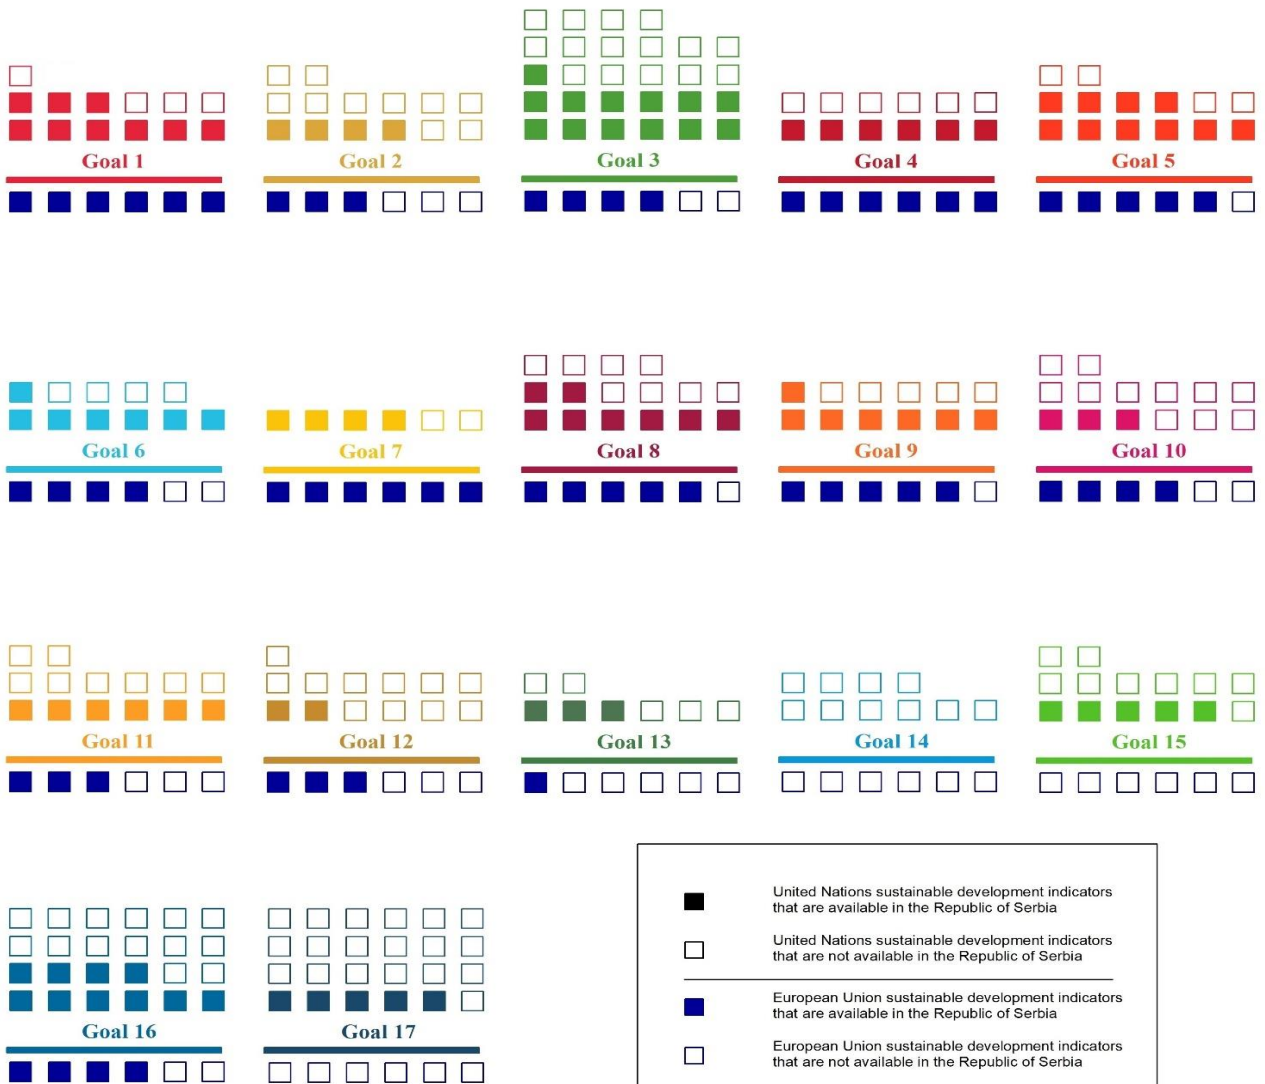 Goal 1
Goal 2
Goal 3
Goal 4
Goal 5
Goal 6
Goal 7
Goal 8
Goal 9
Goal 10
Goal 11
Goal 12
Goal 13
Goal 14
Goal 15
Goal 16
Goal 17
United Nations sustainable development indicators
that are available in the Republic of Serbia
United Nations sustainable development indicators
that are not available in the Republic of Serbia
European Union sustainable development indicators
that are available in the Republic of Serbia
European Union sustainable development indicators
that are not available in the Republic of Serbia